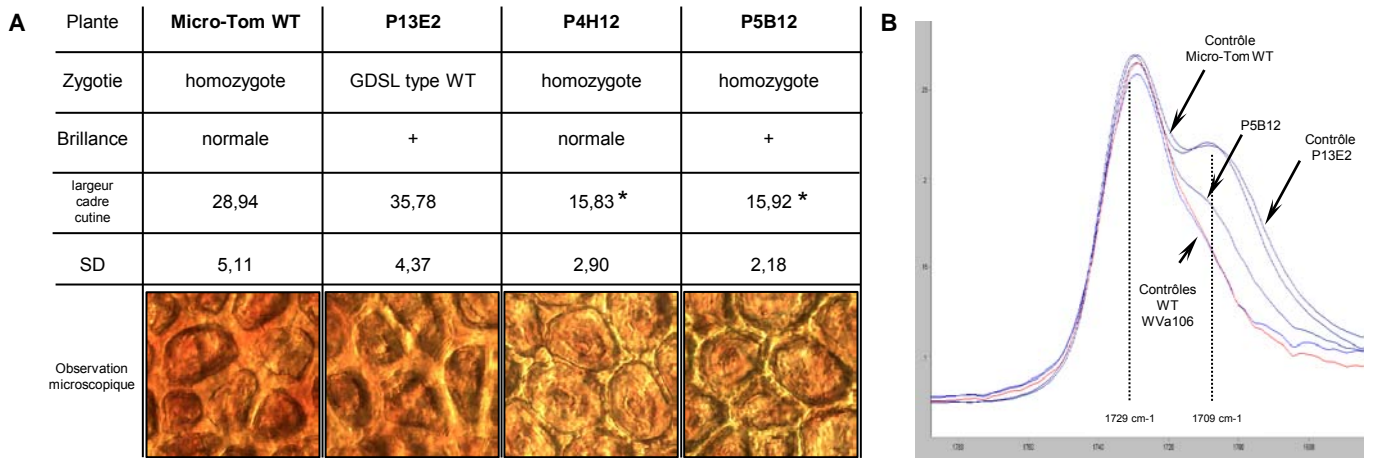 A
Plante Micro-Tom WT P13E2 P4H12 P5B12
Zygotie homozygote GDSL type WT homozygote homozygote
Brillance normale + normale +
largeur
cadre
cutine
28,94 35,78 15,83 * 15,92 *
SD 5,11 4,37 2,90 2,18
Observation
microscopique
B
Contrôle
Micro-Tom WT
P5B12
Contrôle
P13E2
Contrôles
WT
WVa106
1729 cm-1 1709 cm-1